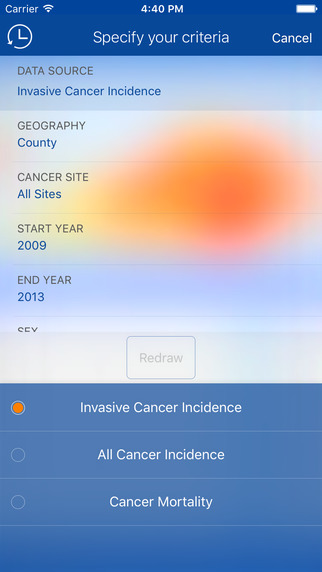 Carrier 4:40 PM
Specify your criteria Cancel
DATA SOURCE
Invasive Cancer Incidence
GEOGRAPHY
County
CANCER SITE
All Sites
START YEAR
2009
END YEAR
2013
SEX
Redraw
Invasive Cancer Incidence
All Cancer Incidence
Cancer Mortality